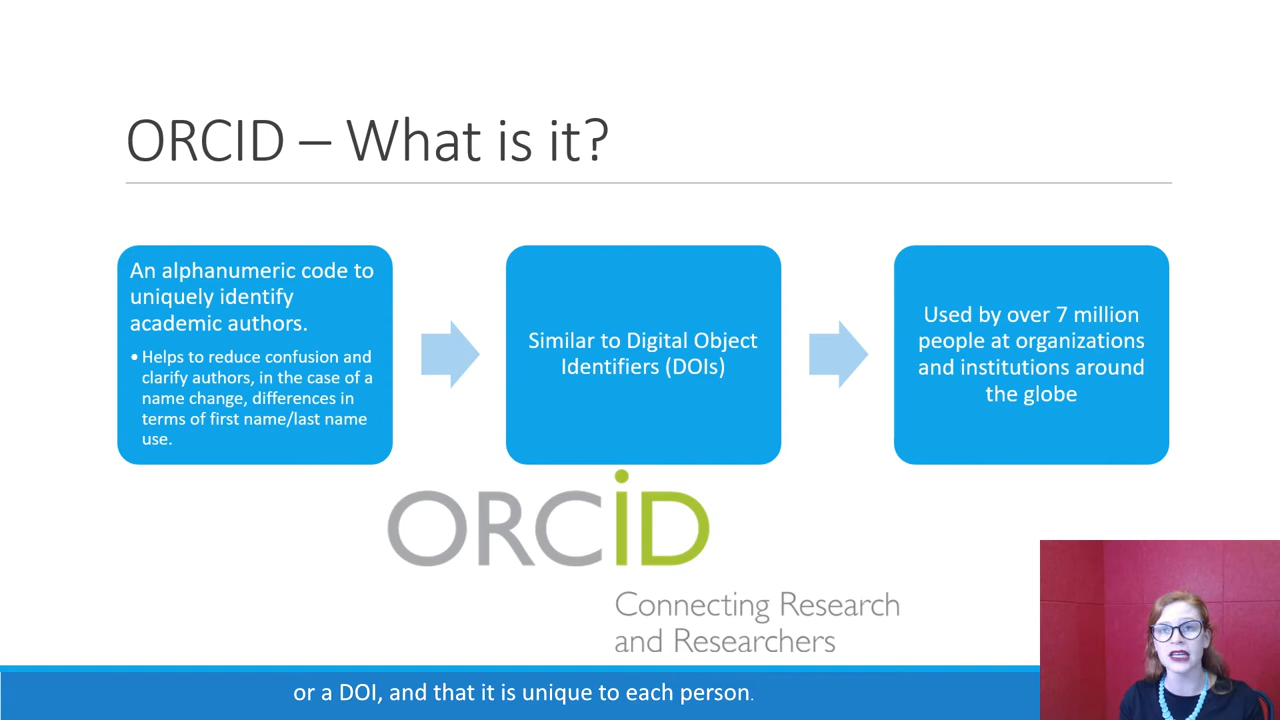 ORCID – What is it?
An alphanumeric code to
uniquely identify
academic authors.
• Helps to reduce confusion and
clarify authors, in the case of a
name change, differences in
terms of first name/last name
use.
Similar to Digital Object
Identifiers (DOIs)
Used by over 7 million
people at organizations
and institutions around
the globe
ORCiD
Connecting Research
and Researchers
or a DOI, and that it is unique to each person.